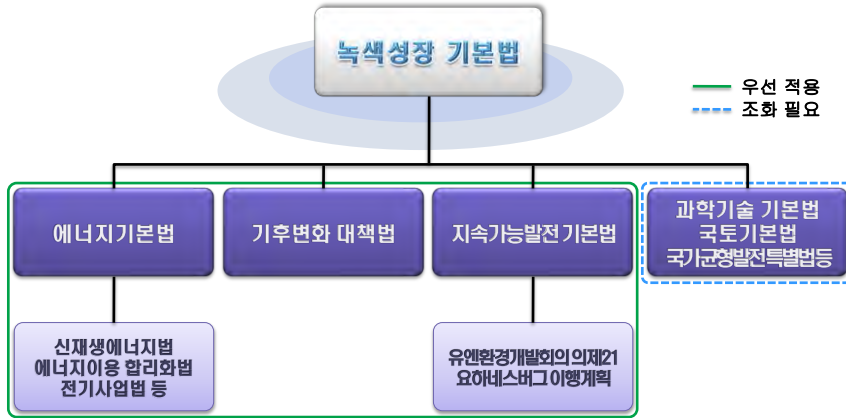 녹색성장 기본법
우선 적용
조화 필요
에너지기본법
기후변화 대책법
지속가능발전기본법
과학기술 기본법
국토기본법
국가균형발전특별법등
신재생에너지법
에너지이용 합리화법
전기사업법 등
유엔환경개발회의 의제21
요하네스버그 이행계획